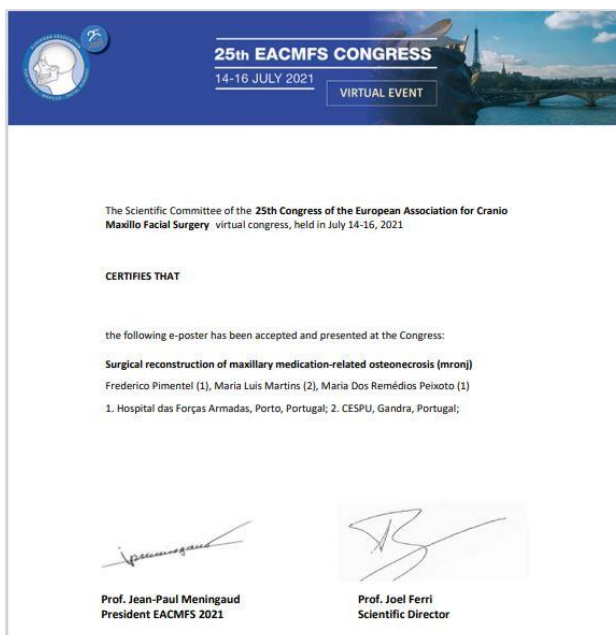 25th EACMFS CONGRESS
14-16 JULY 2021
VIRTUAL EVENT
The Scientific Committee of the 25th Congress of the European Association for Cranio
Maxillo Facial Surgery virtual congress, held in July 14-16, 2021
CERTIFIES THAT
the following e-poster has been accepted and presented at the Congress:
Surgical reconstruction of maxillary medication-related osteonecrosis (mronj)
Frederico Pimentel (1), Maria Luis Martins (2), Maria Dos Remédios Peixoto (1)
1. Hospital das Forças Armadas, Porto, Portugal; 2. CESPU, Gandra, Portugal;
Prof. Jean-Paul Meningaud
President EACMFS 2021
Prof. Joel Ferri
Scientific Director